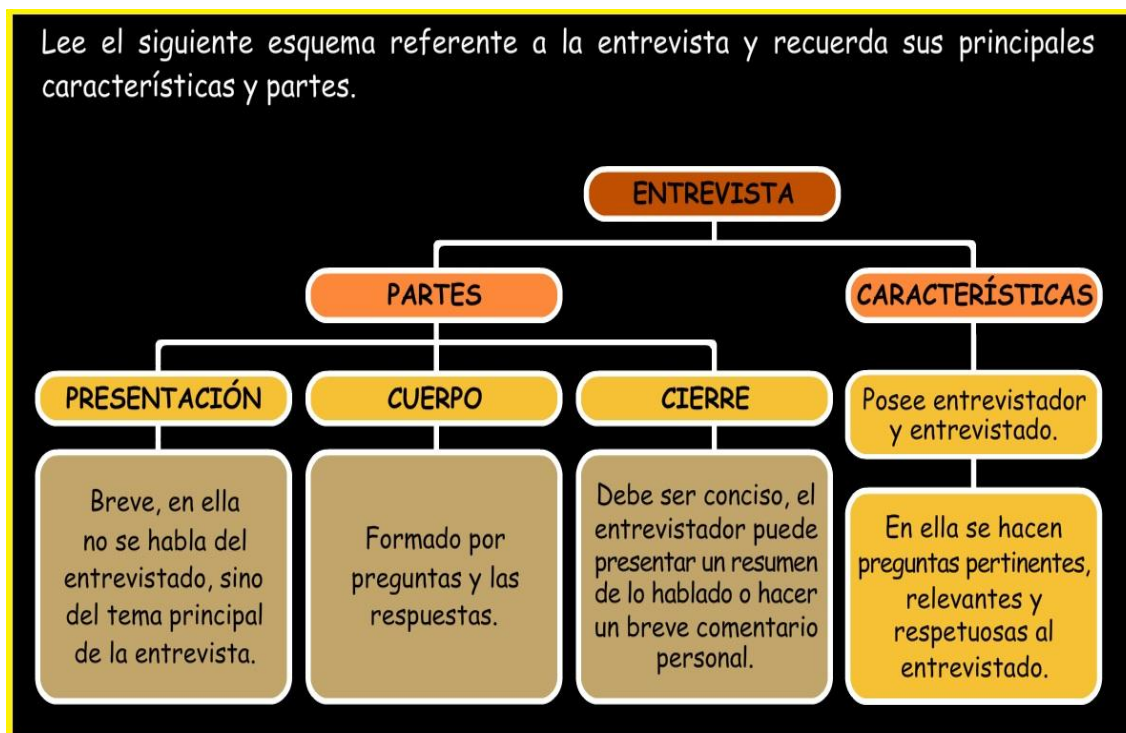 Lee el siguiente esquema referente a la entrevista y recuerda sus principales
características y partes.
ENTREVISTA
PARTES
CARACTERÍSTICAS
PRESENTACIÓN
CUERPO
CIERRE
Posee entrevistador
y entrevistado.
Breve, en ella
no se habla del
entrevistado, sino
del tema principal
de la entrevista.
Formado por
preguntas y las
respuestas.
Debe ser conciso, el
entrevistador puede
presentar un resumen
de lo hablado o hacer
un breve comentario
personal.
En ella se hacen
preguntas pertinentes,
relevantes y
respetuosas al
entrevistado.